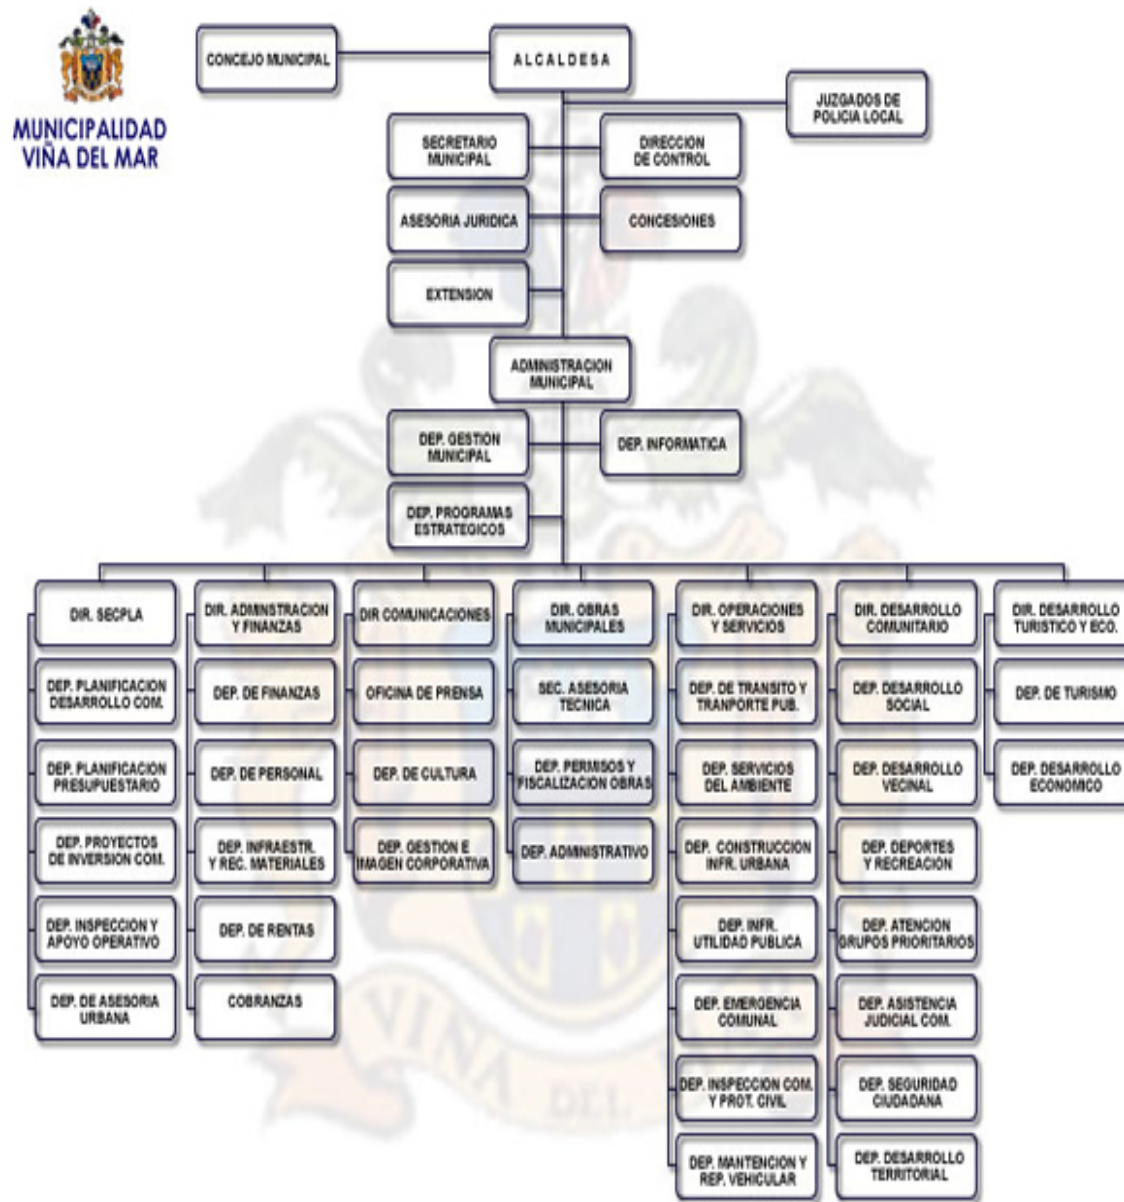 MUNICIPALIDAD
VIÑA DEL MAR
CONCEJO MUNICIPAL
ALCALDESA
JUZGADOS DE
POLICIA LOCAL
SECRETARIO
MUNICIPAL
DIRECCION
DE CONTROL
ASESORIA JURIDICA
CONCESIONES
EXTENSION
ADMINISTRACION
MUNICIPAL
DEP. GESTION
MUNICIPAL
DEP. INFORMATICA
DEP. PROGRAMAS
ESTRATEGICOS
DIR. SECPLA
DEP. PLANIFICACION
DESARROLLO COM.
DEP. PLANIFICACION
PRESUPUESTARIO
DEP. PROYECTOS
DE INVERSION COM.
DEP. INSPECCION Y
APOYO OPERATIVO
DEP. DE ASESORIA
URBANA
DIR. ADMINSTRACION
Y FINANZAS
DEP. DE FINANZAS
DEP. DE PERSONAL
DEP. INFRAESTR.
Y REC. MATERIALES
DEP. DE RENTAS
COBRANZAS
DIR COMUNICACIONES
OFICINA DE PRENSA
DEP. DE CULTURA
DEP. GESTION E
IMAGEN CORPORATIVA
DIR. OBRAS
MUNICIPALES
SEC. ASESORIA
TECNICA
DEP. PERMISOS Y
FISCALIZACION OBRAS
DEP. ADMINISTRATIVO
DIR. OPERACIONES
Y SERVICIOS
DEP. DE TRANSITO Y
TRANPORTE PUB.
DEP. SERVICIOS
DEL AMBIENTE
DEP. CONSTRUCCION
INFR. URBANA
DEP. INFR.
UTILIDAD PUBLICA
DEP. EMERGENCIA
COMUNAL
DEP. INSPECCION COM.
Y PROT. CIVIL
DEP. MANTENCION Y
REP. VEHICULAR
DIR. DESARROLLO
COMUNITARIO
DEP. DESARROLLO
SOCIAL
DEP. DESARROLLO
VECINAL
DEP. DEPORTES
Y RECREACION
DEP. ATENCION
GRUPOS PRIORITARIOS
DEP. ASISTENCIA
JUDICIAL COM.
DEP. SEGURIDAD
CIUDADANA
DEP. DESARROLLO
TERRITORIAL
DIR. DESARROLLO
TURISTICO Y ECO.
DEP. DE TURISMO
DEP. DESARROLLO
ECONOMICO
VIÑA DEL